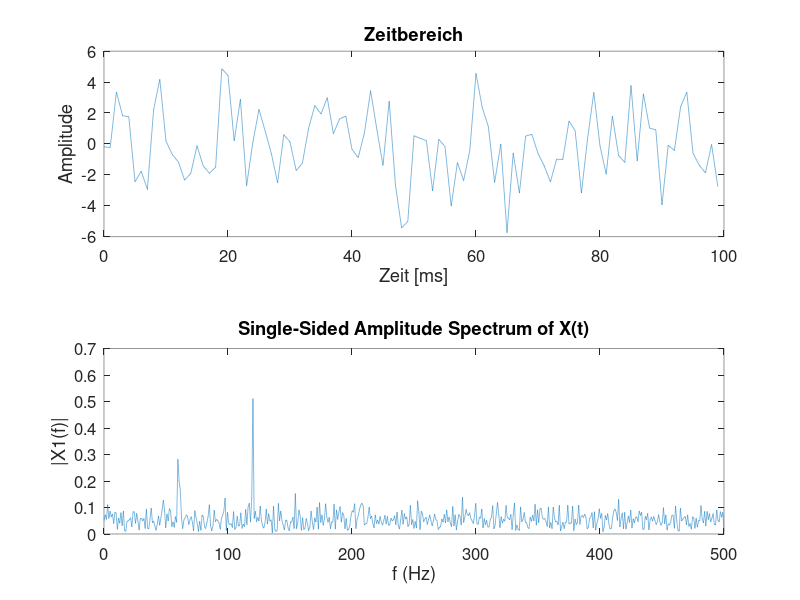 Zeitbereich
6
4
2
0
-2
-4
-6
Amplitude
0 20 40 60 80 100
Zeit [ms]
Single-Sided Amplitude Spectrum of X(t)
0.7
0.6
0.5
0.4
0.3
0.2
0.1
0
|X1(f)|
0 100 200 300 400 500
f (Hz)